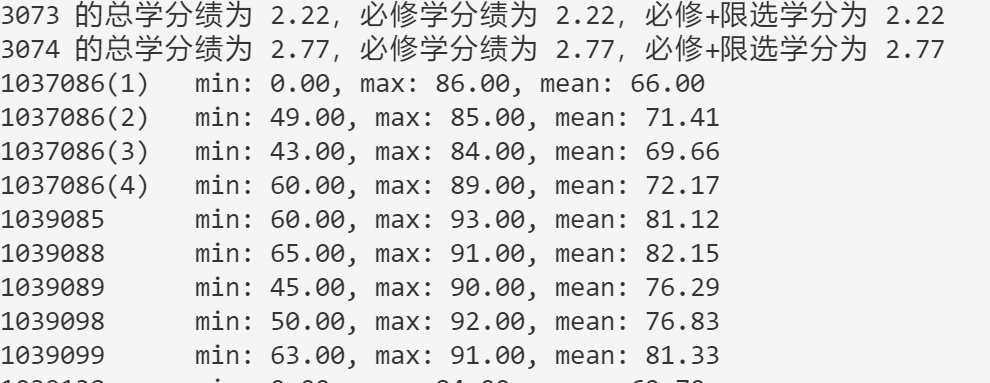 3073 的总学分绩为 2.22，必修学分绩为 2.22，必修+限选学分为 2.22
3074 的总学分绩为 2.77，必修学分绩为 2.77，必修+限选学分为 2.77
1037086(1)   min: 0.00, max: 86.00, mean: 66.00
1037086(2)   min: 49.00, max: 85.00, mean: 71.41
1037086(3)   min: 43.00, max: 84.00, mean: 69.66
1037086(4)   min: 60.00, max: 89.00, mean: 72.17
1039085      min: 60.00, max: 93.00, mean: 81.12
1039088      min: 65.00, max: 91.00, mean: 82.15
1039089      min: 45.00, max: 90.00, mean: 76.29
1039098      min: 50.00, max: 92.00, mean: 76.83
1039099      min: 63.00, max: 91.00, mean: 81.33